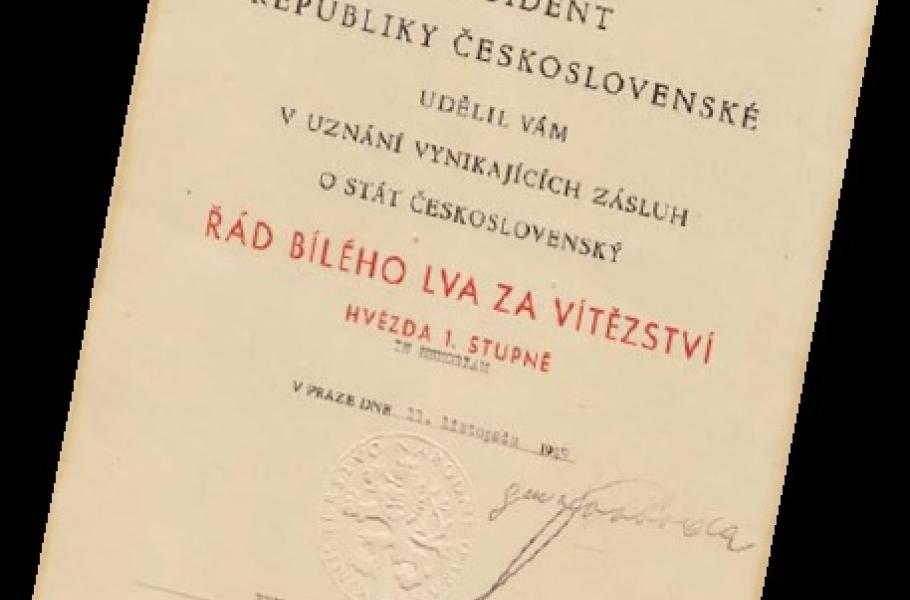 PREZIDENT
REPUBLIKY ČESKOSLOVENSKÉ
UDĚLIL VÁM
V UZNÁNÍ VYNIKAJÍCÍCH ZÁSLUH
O STÁT ČESKOSLOVENSKÝ
ŘÁD BÍLÉHO LVA ZA VÍTĚZSTVÍ
HVĚZDA 1. STUPNĚ
IN MEMORIAM
V PRAZE DNE 11. listopadu